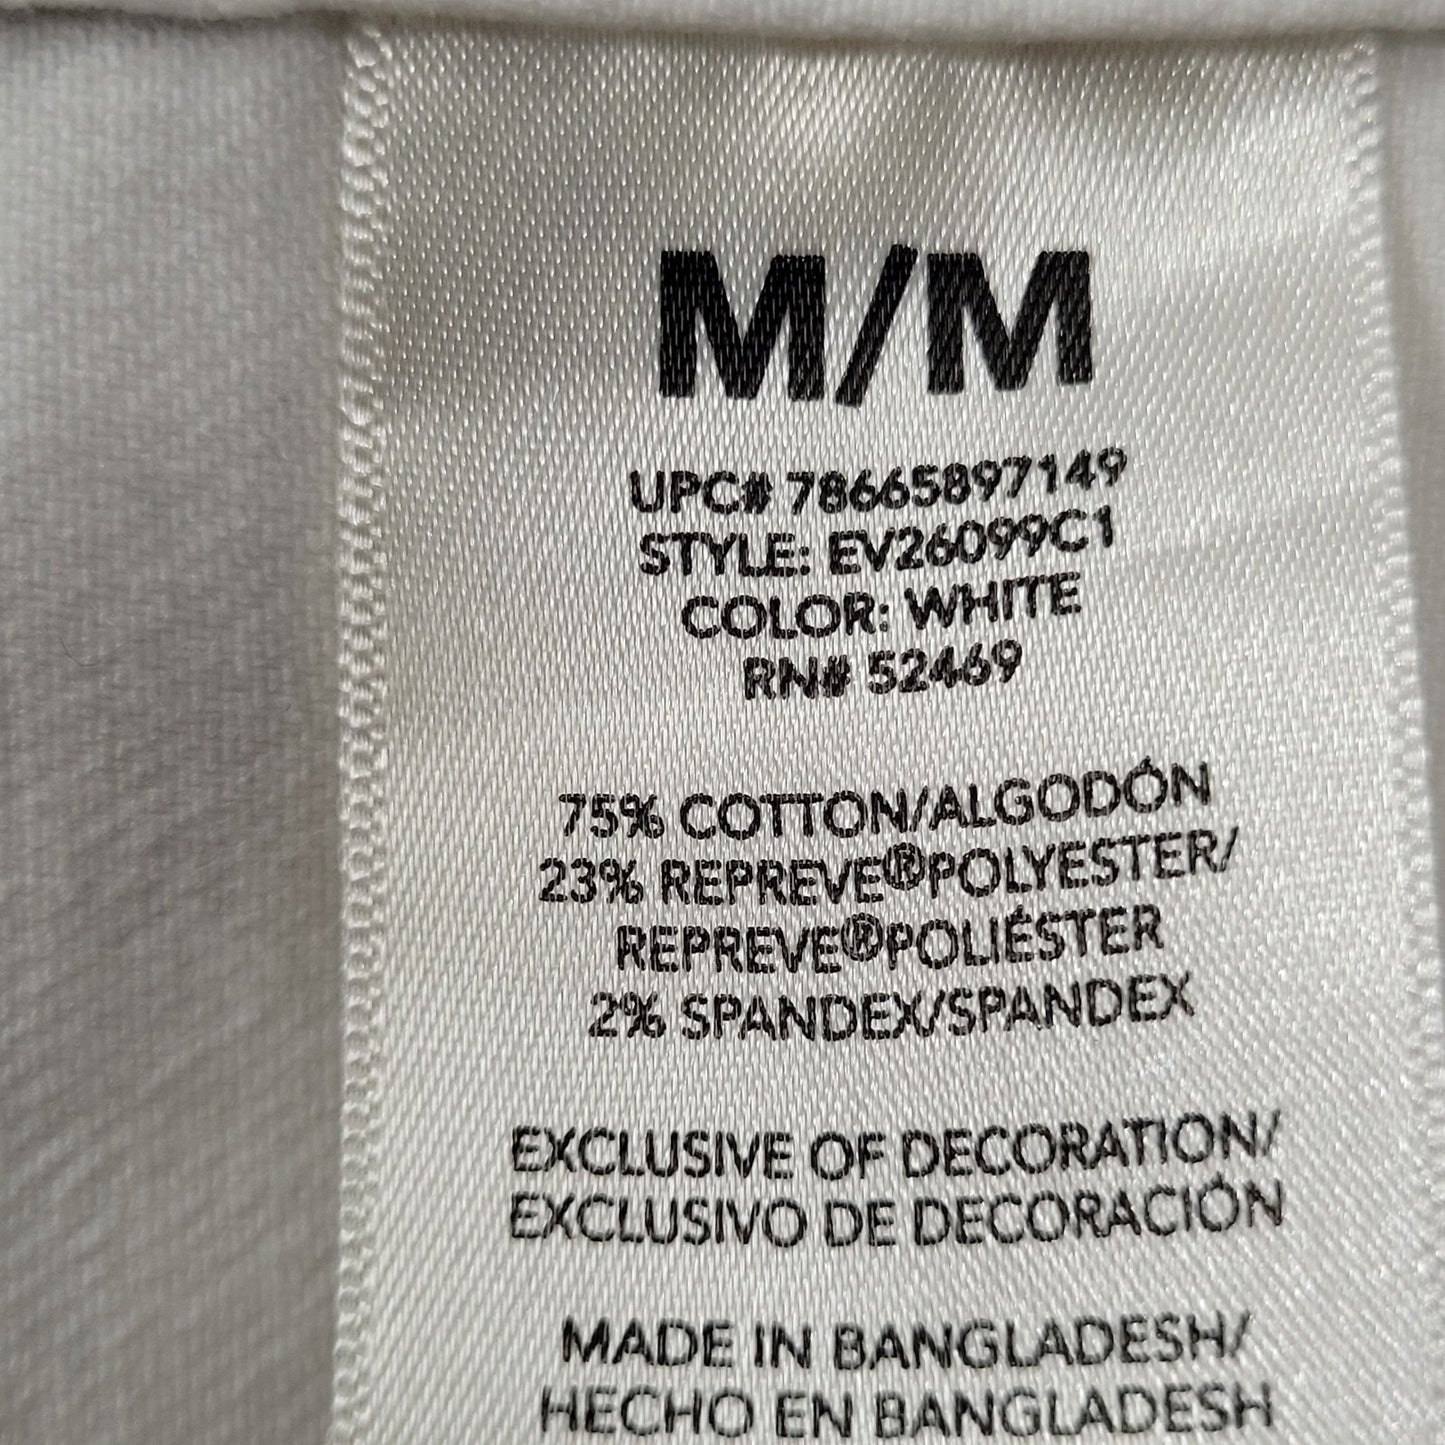 M/M
UPC# 78665897149
STYLE: EV26099C1
COLOR: WHITE
RN# 52469
75% COTTON/ALGODÓN
23% REPREVE®POLYESTER/
REPREVE®POLIÉSTER
2% SPANDEX/SPANDEX
EXCLUSIVE OF DECORATION/
EXCLUSIVO DE DECORACIÓN
MADE IN BANGLADESH/
HECHO EN BANGLADESH